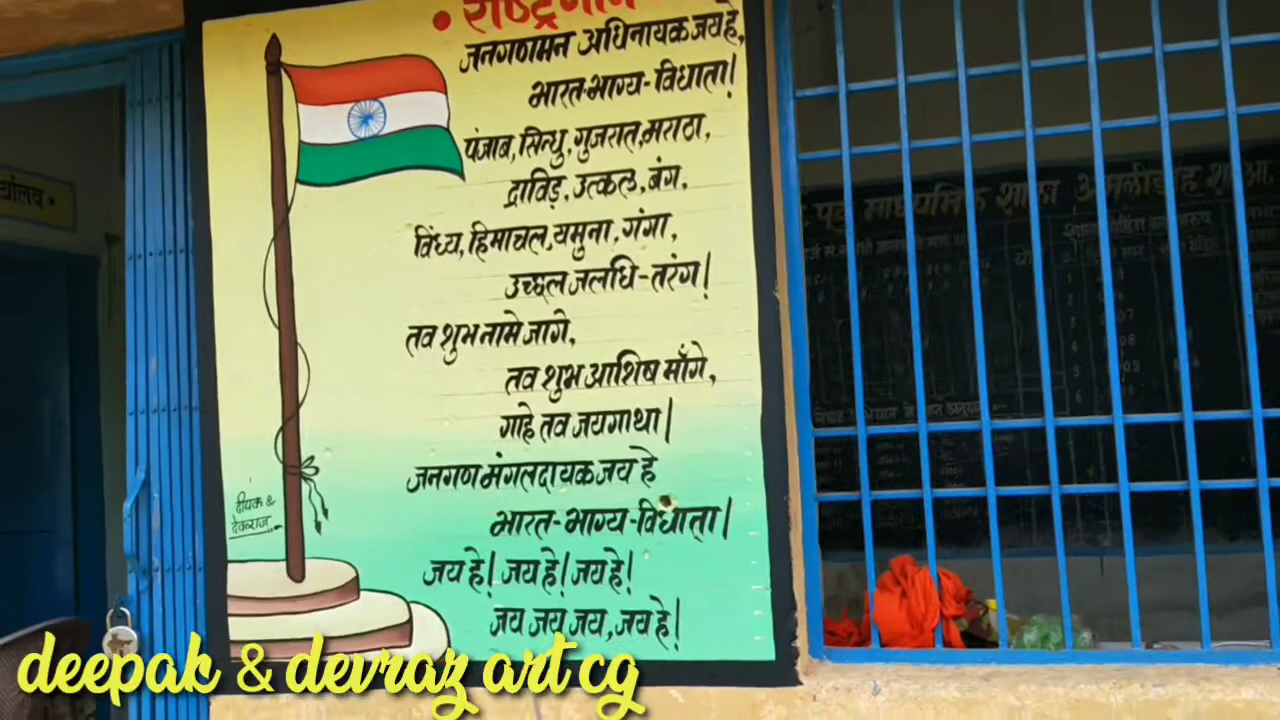 • राष्ट्रगान
जनगणमन अधिनायक जय हे,
भारत-भाग्य-विधाता!
पंजाब, सिन्धु, गुजरात, मराठा,
द्राविड़, उत्कल, बंग,
विंध्य, हिमाचल, यमुना, गंगा,
उच्छल जलधि-तरंग!
तव शुभ नामे जागे,
तव शुभ आशिष माँगे,
गाहे तव जयगाथा|
जनगण मंगलदायक जय हे
भारत-भाग्य-विधाता|
जय हे! जय हे! जय हे!
जय जय जय, जय हे!
दीपक &
देवराज
deepak & devraz art cg
पूर्व माध्यमिक शाला